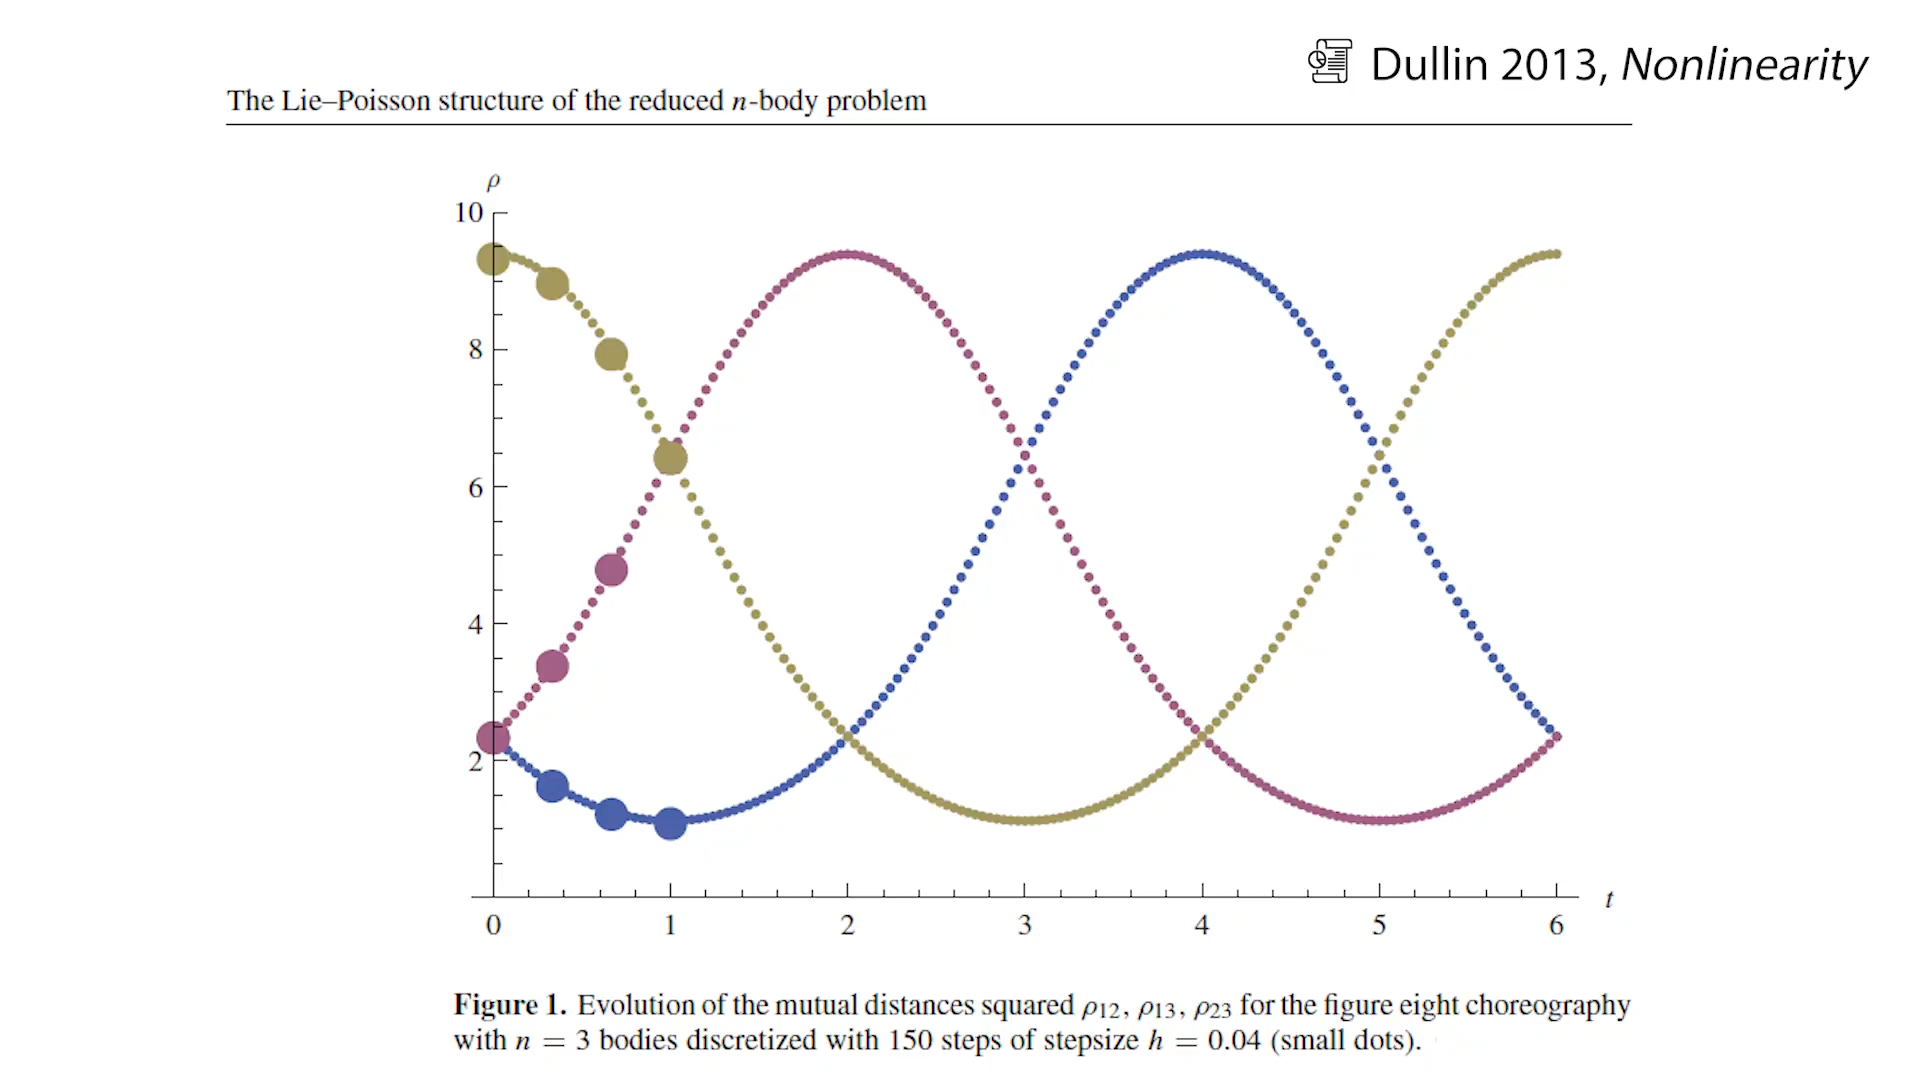 Dullin 2013, Nonlinearity
The Lie–Poisson structure of the reduced n-body problem
ρ
10
8
6
4
2
0 1 2 3 4 5 6 t
Figure 1. Evolution of the mutual distances squared ρ12, ρ13, ρ23 for the figure eight choreography
with n = 3 bodies discretized with 150 steps of stepsize h = 0.04 (small dots).